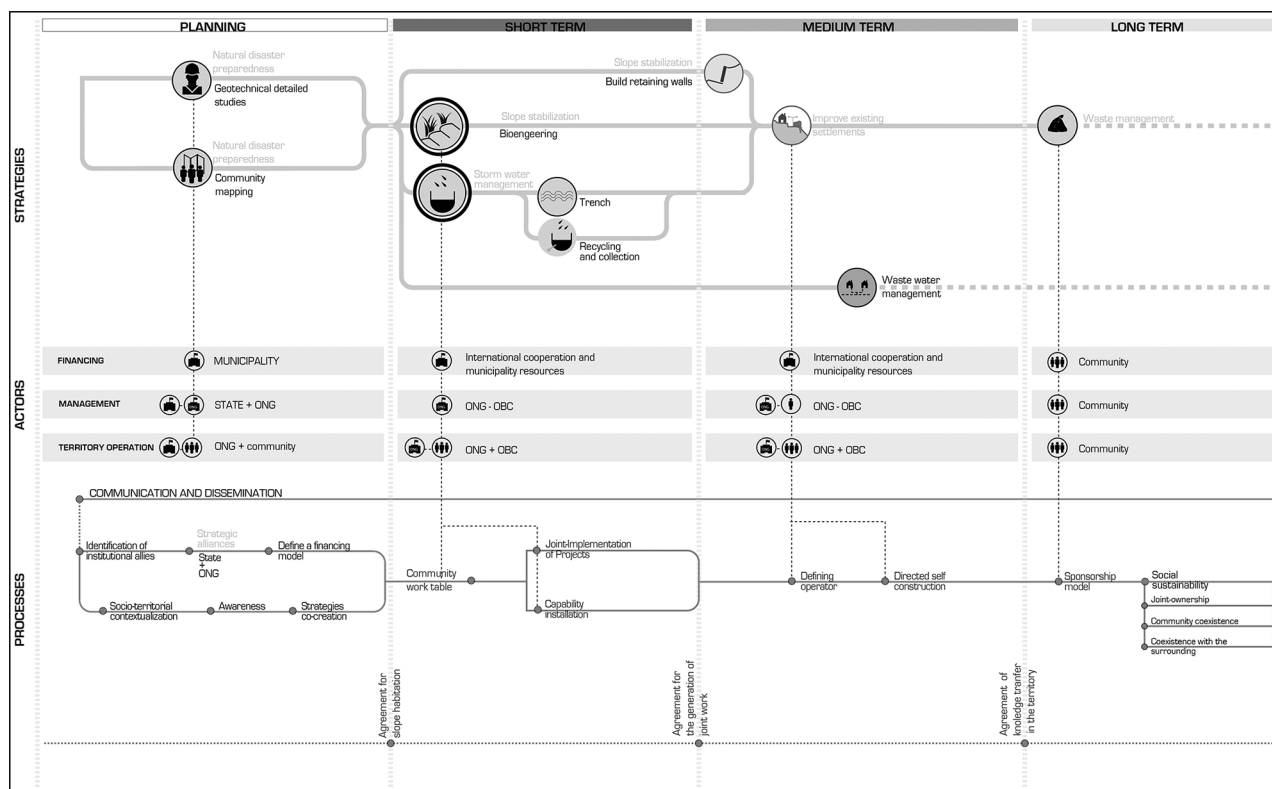 PLANNING
SHORT TERM
MEDIUM TERM
LONG TERM
STRATEGIES
Natural disaster
preparedness
Geotechnical detailed
studies
Natural disaster
preparedness
Community
mapping
Slope stabilization
Build retaining walls
Slope stabilization
Bioengeering
Storm water
management
Trench
Recycling
and collection
Improve existing
settlements
Waste water
management
Waste management
ACTORS
FINANCING
MUNICIPALITY
International cooperation and
municipality resources
International cooperation and
municipality resources
Community
MANAGEMENT
STATE + ONG
ONG - OBC
ONG - OBC
Community
TERRITORY OPERATION
ONG + community
ONG + OBC
ONG + OBC
Community
PROCESSES
COMMUNICATION AND DISSEMINATION
Identification of
institutional allies
Strategic
alliances
State
+
ONG
Define a financing
model
Socio-territorial
contextualization
Awareness
Strategies
co-creation
Community
work table
Joint-Implementation
of Projects
Capability
installation
Defining
operator
Directed self
construction
Sponsorship
model
Social
sustainability
Joint-ownership
Community coexistence
Coexistence with the
surrounding
Agreement for
slope habitation
Agreement for
the generation of
joint work
Agreement of
knoledge tranfer
in the territory